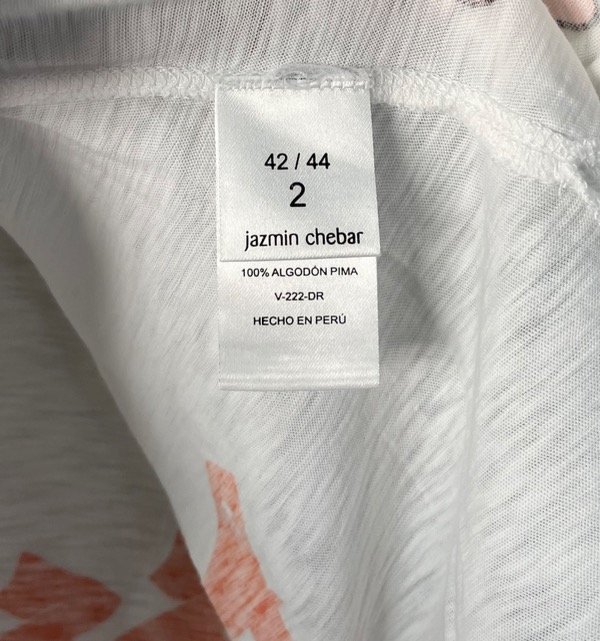 42 / 44
2
jazmin chebar
100% ALGODÓN PIMA
V-222-DR
HECHO EN PERÚ